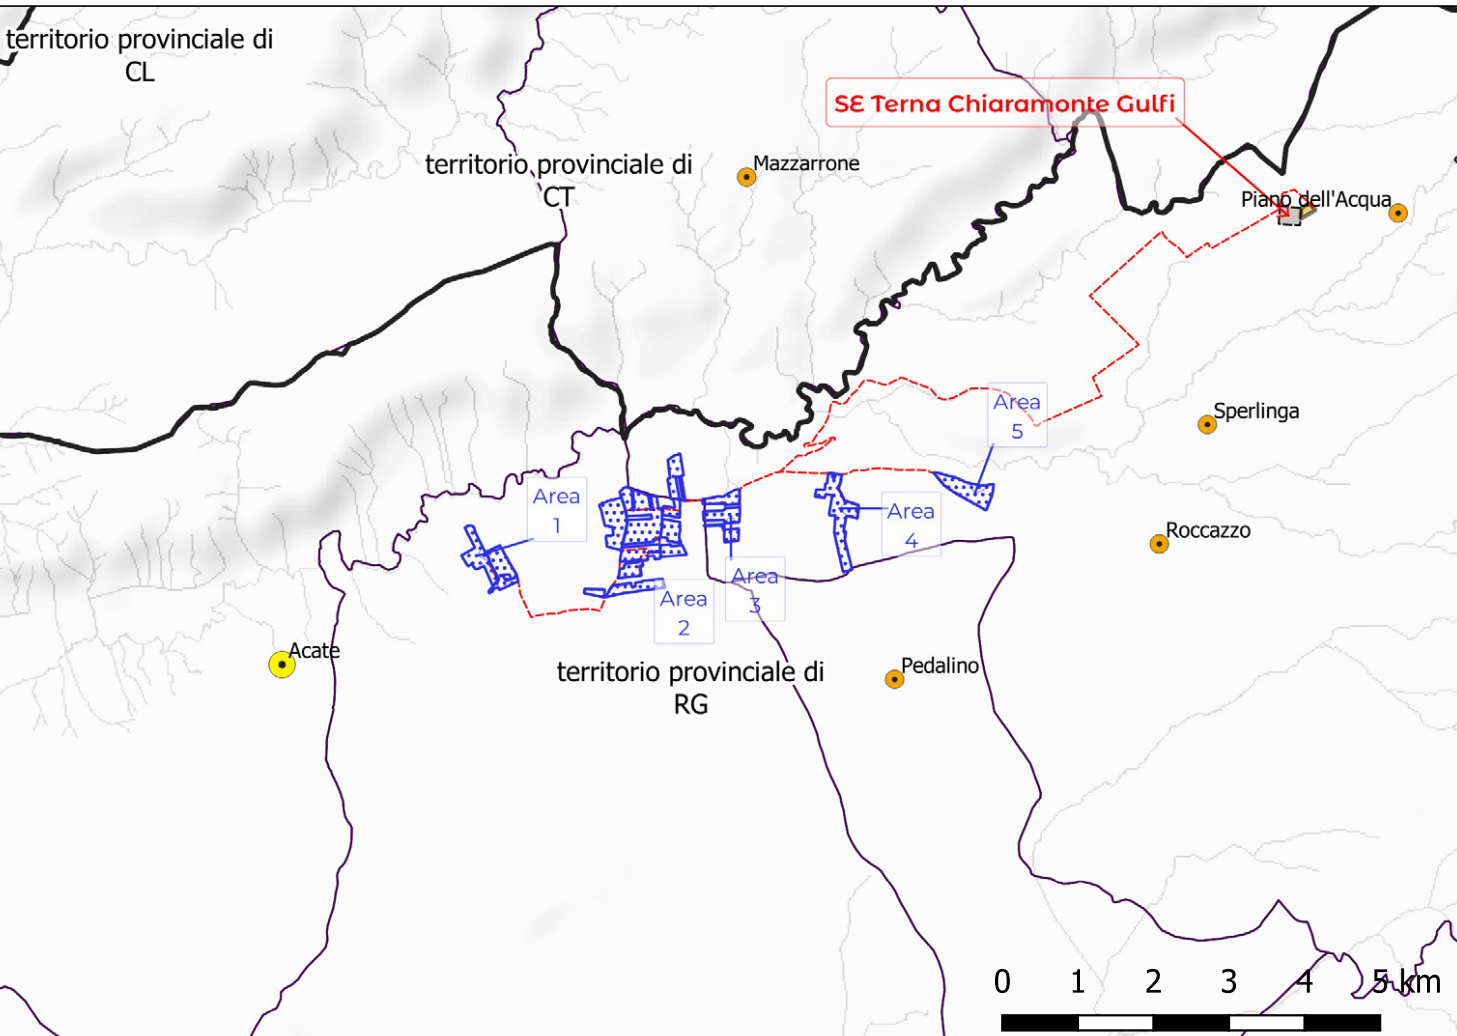 territorio provinciale di
CL
SE Terna Chiaramonte Gulfi
territorio provinciale di
CT
Mazzarrone
Piano dell'Acqua
Area
5
Sperlinga
Area
1
Area
4
Roccazzo
Area
3
Area
2
Acate
territorio provinciale di
RG
Pedalino
0 1 2 3 4 5 km